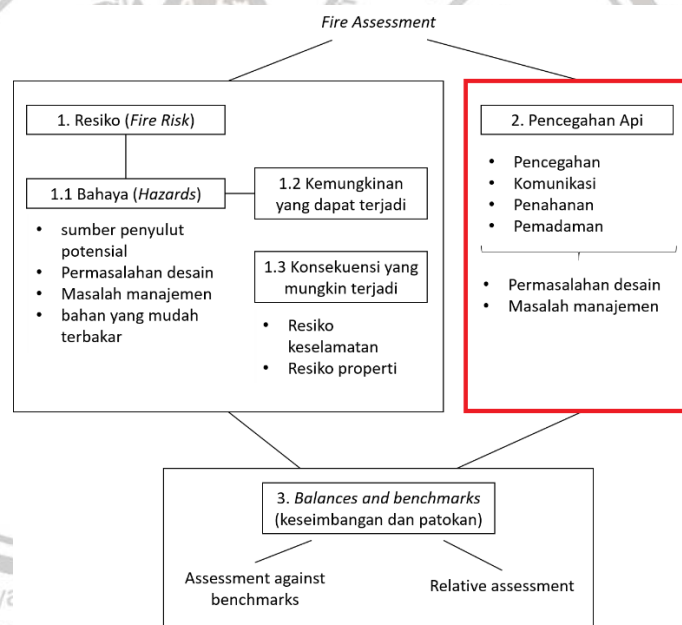 Fire Assessment
1. Resiko (Fire Risk)
1.1 Bahaya (Hazards)
• sumber penyulut
potensial
• Permasalahan desain
• Masalah manajemen
• bahan yang mudah
terbakar
1.2 Kemungkinan
yang dapat terjadi
1.3 Konsekuensi yang
mungkin terjadi
• Resiko
keselamatan
• Resiko properti
2. Pencegahan Api
• Pencegahan
• Komunikasi
• Penahanan
• Pemadaman
• Permasalahan desain
• Masalah manajemen
3. Balances and benchmarks
(keseimbangan dan patokan)
Assessment against
benchmarks
Relative assessment